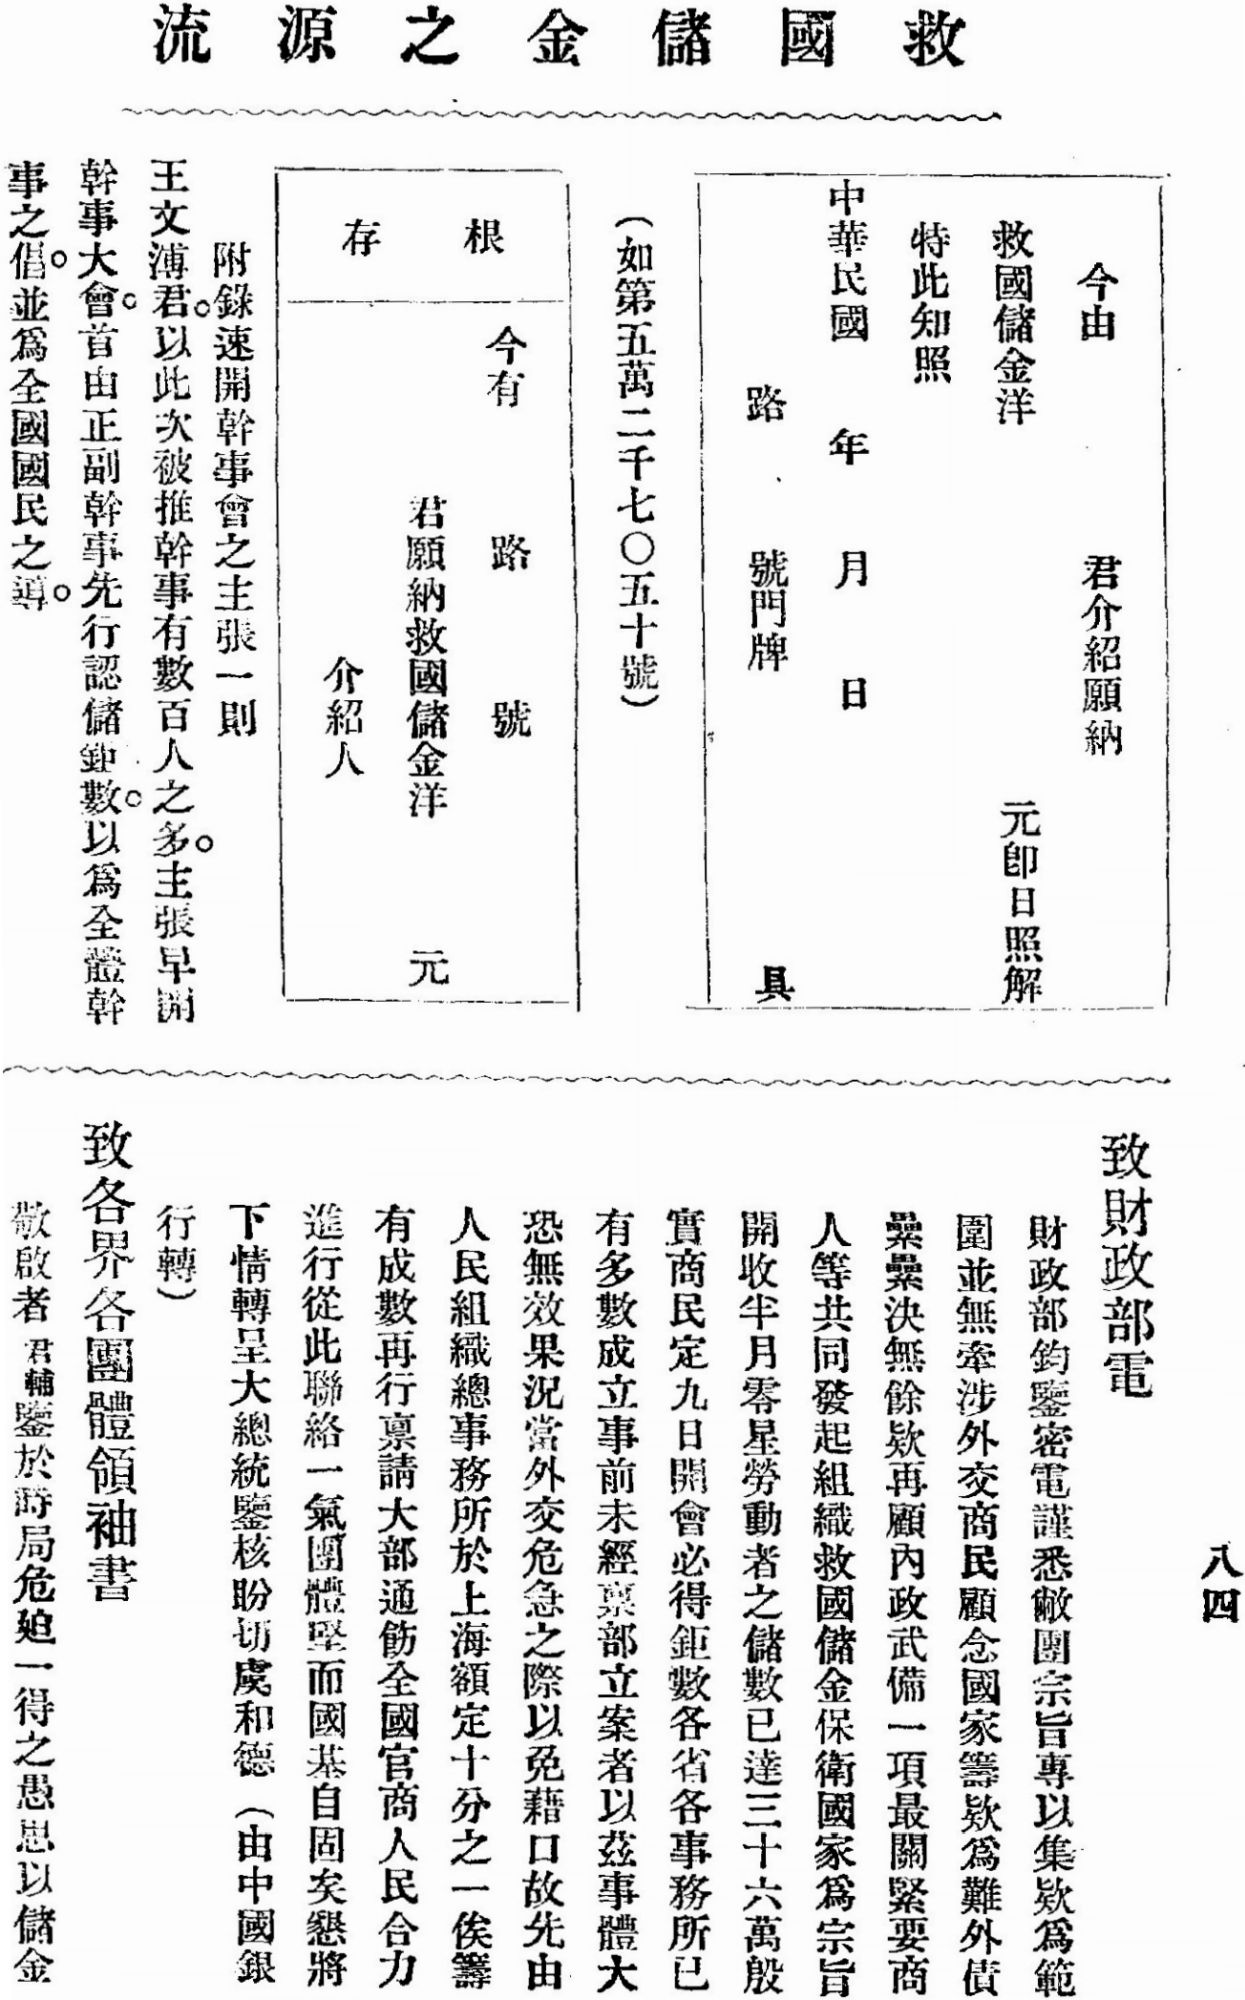 救國儲金之源流
今由　君介紹願納
救國儲金洋　元卽日照解
特此知照
中華民國　年　月　日
路　號門牌　具
（如第五萬二千七〇五十號）
存根
今有　路　號
君願納救國儲金洋　元
介紹人
附錄速開幹事會之主張一則
王文溥君。以此次被推幹事有數百人之多。主張早開
幹事大會。首由正副幹事先行認儲鉅數。以爲全體幹
事之倡。並爲全國國民之導。
致財政部電
財政部鈞鑒密電謹悉敝團宗旨專以集欵爲範
圍並無牽涉外交商民顧念國家籌欵爲難外債
纍纍決無餘欵再顧內政武備一項最關緊要商
人等共同發起組織救國儲金保衛國家爲宗旨
開收半月零星勞動者之儲數已達三十六萬殷
實商民定九日開會必得鉅數各省各事務所已
有多數成立事前未經稟部立案者以茲事體大
恐無效果況當外交危急之際以免藉口故先由
人民組織總事務所於上海額定十分之一俟籌
有成數再行稟請大部通飭全國官商人民合力
進行從此聯絡一氣團體堅而國基自固矣懇將
下情轉呈大總統鑒核盼切虞和德（由中國銀
行轉）
致各界各團體領袖書
敬啟者君輔鑒於時局危廹一得之愚思以儲金
八四